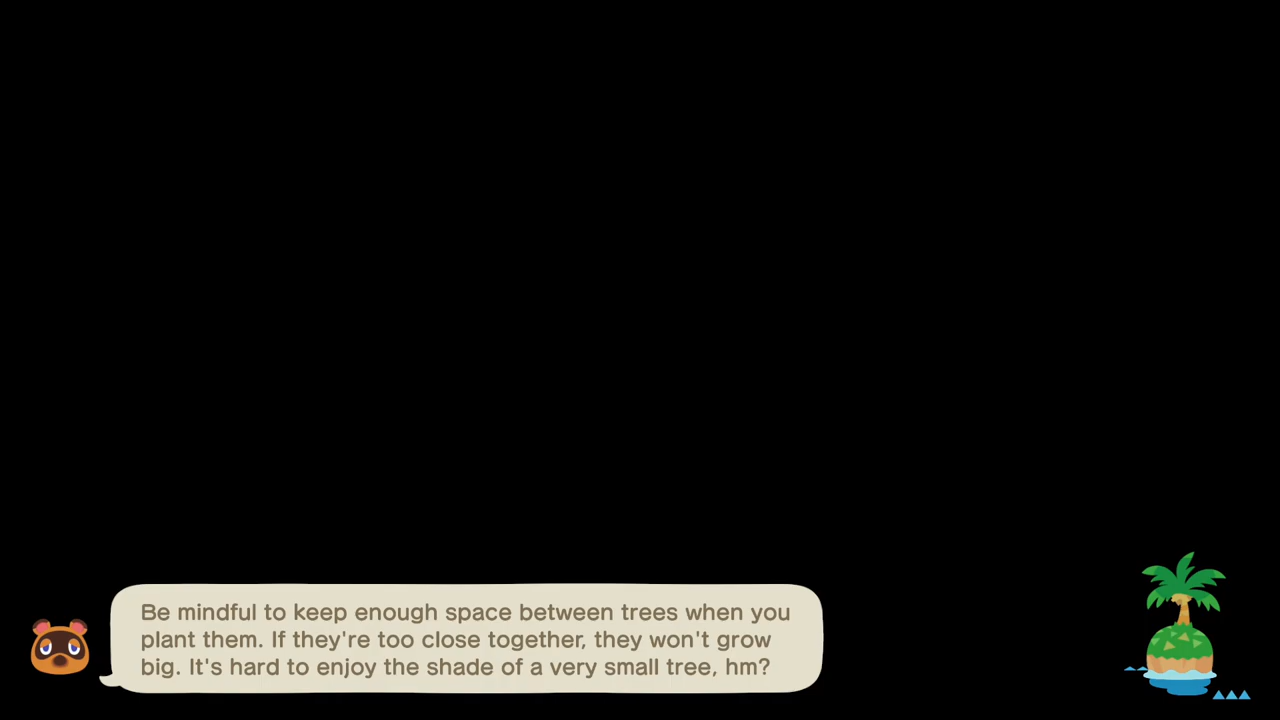 Be mindful to keep enough space between trees when you
plant them. If they're too close together, they won't grow
big. It's hard to enjoy the shade of a very small tree, hm?